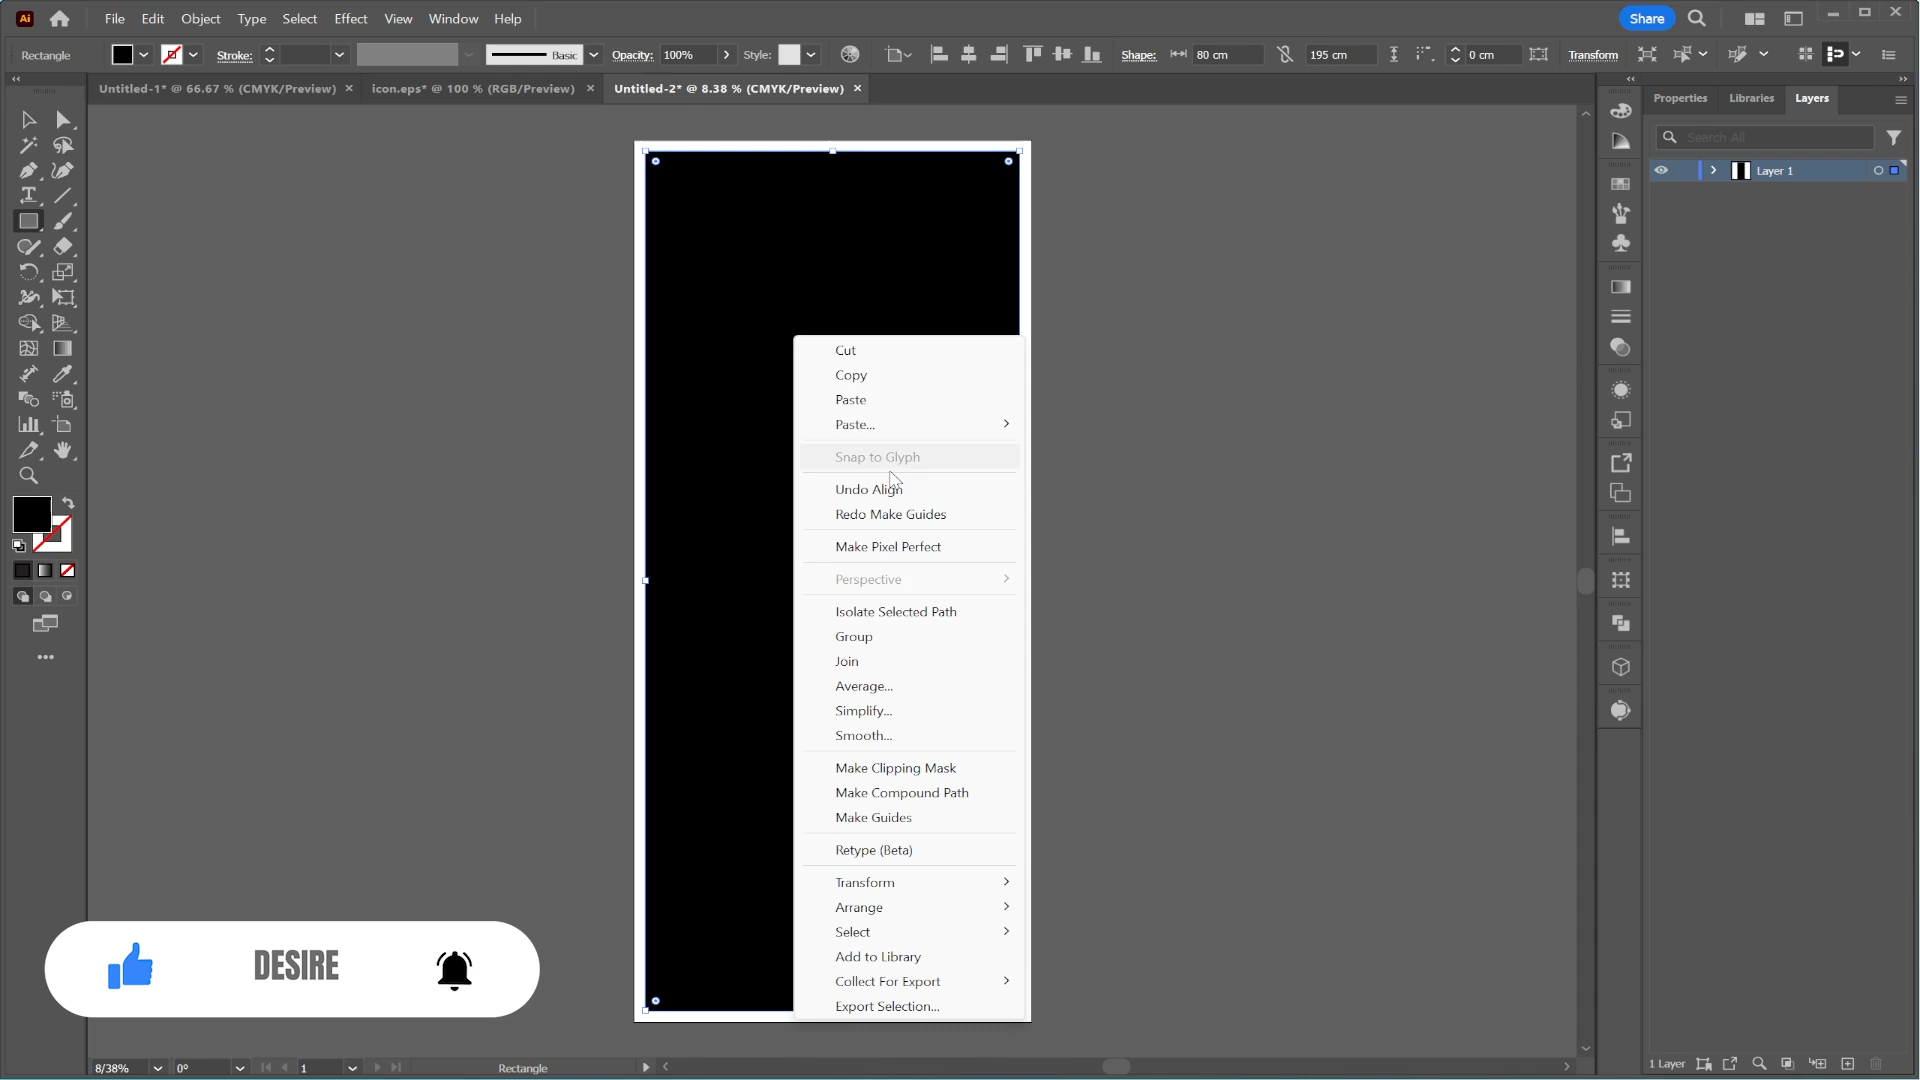 Ai File Edit Object Type Select Effect View Window Help Share
Rectangle Stroke: Basic Opacity: 100% Style: Shape: 80 cm 195 cm 0 cm Transform
Untitled-1* @ 66.67 % (CMYK/Preview) icon.eps* @ 100 % (RGB/Preview) Untitled-2* @ 8.38 % (CMYK/Preview)
Properties Libraries Layers
Search All
Layer 1
Cut
Copy
Paste
Paste...
Snap to Glyph
Undo Align
Redo Make Guides
Make Pixel Perfect
Perspective
Isolate Selected Path
Group
Join
Average...
Simplify...
Smooth...
Make Clipping Mask
Make Compound Path
Make Guides
Retype (Beta)
Transform
Arrange
Select
Add to Library
Collect For Export
Export Selection...
DESIRE
8/38% 0° 1 Rectangle
1 Layer